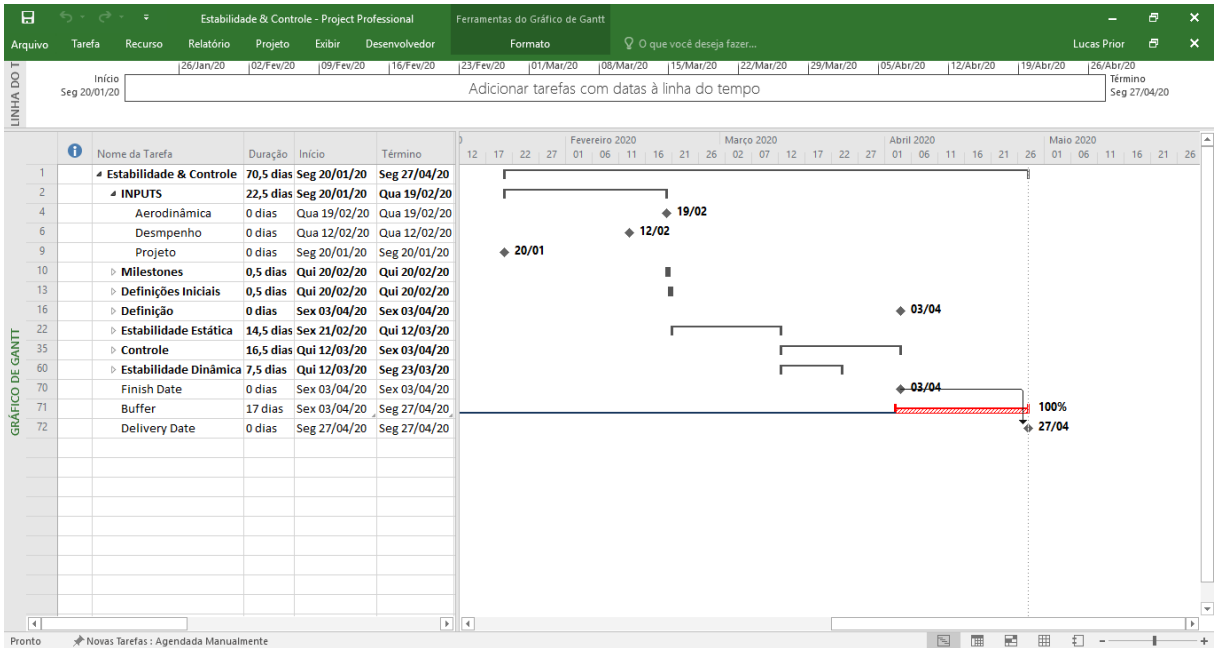 Estabilidade & Controle - Project Professional
Ferramentas do Gráfico de Gantt
Arquivo Tarefa Recurso Relatório Projeto Exibir Desenvolvedor Formato O que você deseja fazer... Lucas Prior
LINHA DO T
26/Jan/20 02/Fev/20 09/Fev/20 16/Fev/20 23/Fev/20 01/Mar/20 08/Mar/20 15/Mar/20 22/Mar/20 29/Mar/20 05/Abr/20 12/Abr/20 19/Abr/20 26/Abr/20
Início
Seg 20/01/20
Adicionar tarefas com datas à linha do tempo
Término
Seg 27/04/20
GRÁFICO DE GANTT
Fevereiro 2020 Março 2020 Abril 2020 Maio 2020
Nome da Tarefa Duração Início Término
12 17 22 27 01 06 11 16 21 26 02 07 12 17 22 27 01 06 11 16 21 26 01 06 11 16 21 26
1 Estabilidade & Controle 70,5 dias Seg 20/01/20 Seg 27/04/20
2 INPUTS 22,5 dias Seg 20/01/20 Qua 19/02/20
4 Aerodinâmica 0 dias Qua 19/02/20 Qua 19/02/20 19/02
6 Desmpenho 0 dias Qua 12/02/20 Qua 12/02/20 12/02
9 Projeto 0 dias Seg 20/01/20 Seg 20/01/20 20/01
10 Milestones 0,5 dias Qui 20/02/20 Qui 20/02/20
13 Definições Iniciais 0,5 dias Qui 20/02/20 Qui 20/02/20
16 Definição 0 dias Sex 03/04/20 Sex 03/04/20 03/04
22 Estabilidade Estática 14,5 dias Sex 21/02/20 Qui 12/03/20
35 Controle 16,5 dias Qui 12/03/20 Sex 03/04/20
60 Estabilidade Dinâmica 7,5 dias Qui 12/03/20 Seg 23/03/20
70 Finish Date 0 dias Sex 03/04/20 Sex 03/04/20 03/04
71 Buffer 17 dias Sex 03/04/20 Seg 27/04/20 100%
72 Delivery Date 0 dias Seg 27/04/20 Seg 27/04/20 27/04
Pronto Novas Tarefas : Agendada Manualmente